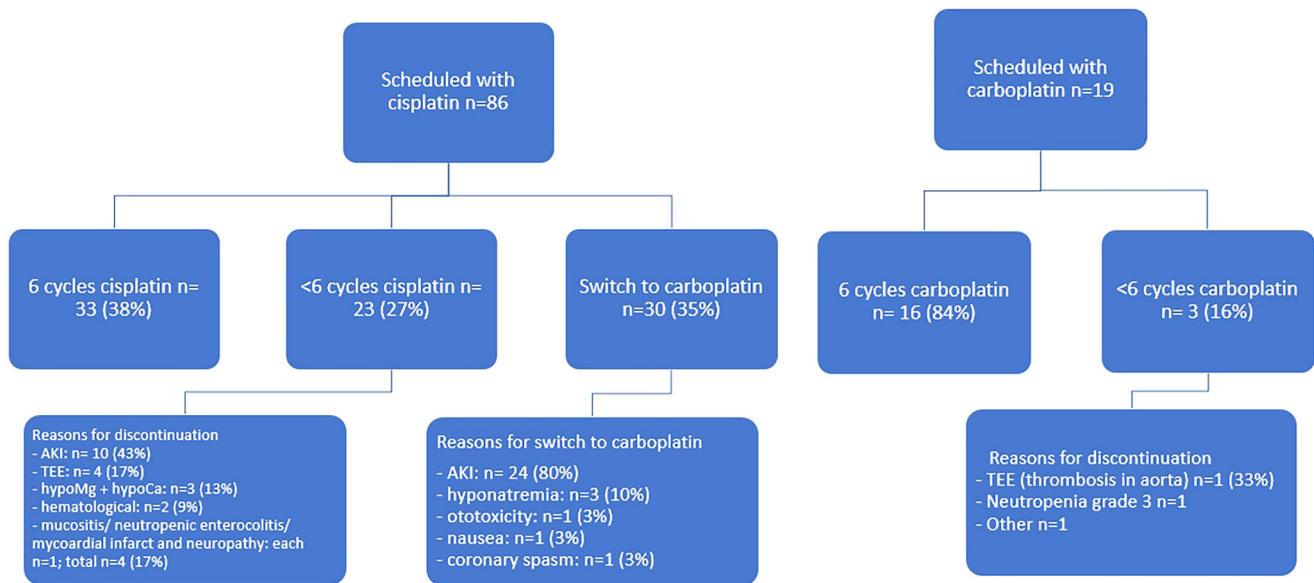 Scheduled with
cisplatin n=86
Scheduled with
carboplatin n=19
6 cycles cisplatin n=
33 (38%)
<6 cycles cisplatin n=
23 (27%)
Switch to carboplatin
n=30 (35%)
6 cycles carboplatin
n= 16 (84%)
<6 cycles carboplatin
n= 3 (16%)
Reasons for discontinuation
- AKI: n= 10 (43%)
- TEE: n= 4 (17%)
- hypoMg + hypoCa: n=3 (13%)
- hematological: n=2 (9%)
- mucositis/ neutropenic enterocolitis/
mycoardial infarct and neuropathy: each
n=1; total n=4 (17%)
Reasons for switch to carboplatin
- AKI: n= 24 (80%)
- hyponatremia: n=3 (10%)
- ototoxicity: n=1 (3%)
- nausea: n=1 (3%)
- coronary spasm: n=1 (3%)
Reasons for discontinuation
- TEE (thrombosis in aorta) n=1 (33%)
- Neutropenia grade 3 n=1
- Other n=1